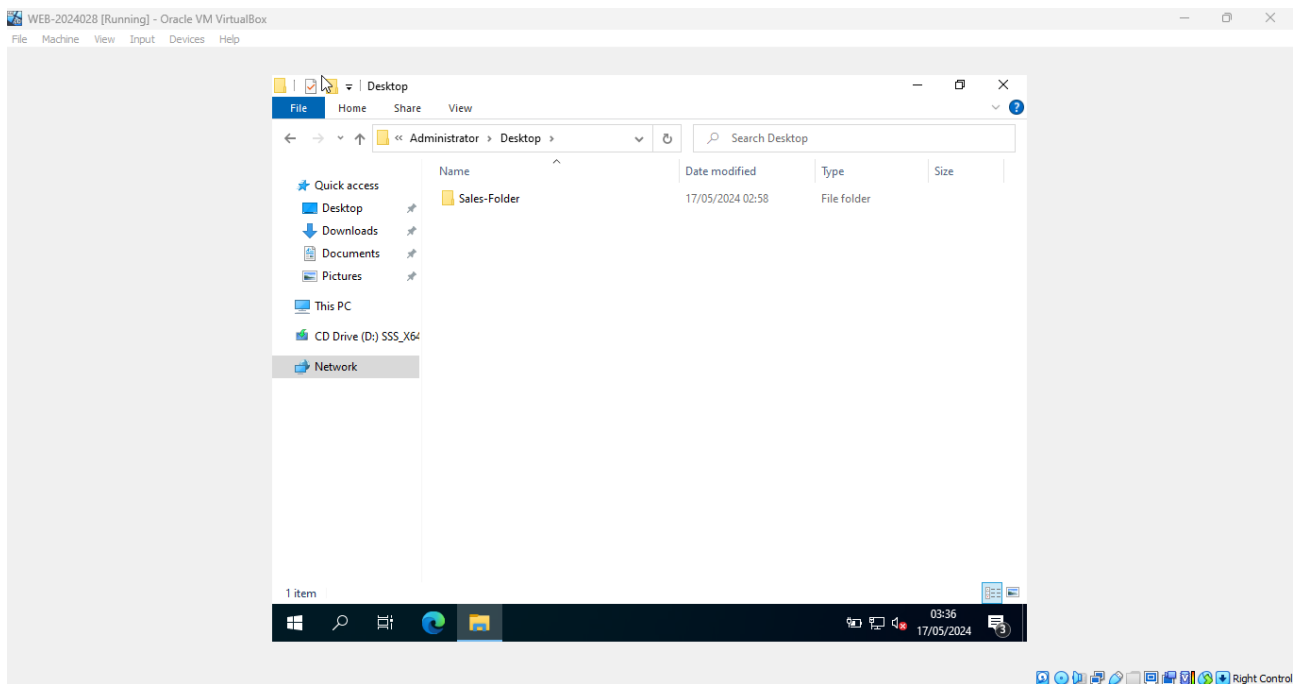 WEB-2024028 [Running] - Oracle VM VirtualBox
File Machine View Input Devices Help
Desktop
File Home Share View
« Administrator > Desktop > Search Desktop
Name Date modified Type Size
Quick access
Sales-Folder 17/05/2024 02:58 File folder
Desktop
Downloads
Documents
Pictures
This PC
CD Drive (D:) SSS_X64
Network
1 item
03:36
17/05/2024
3
Right Control